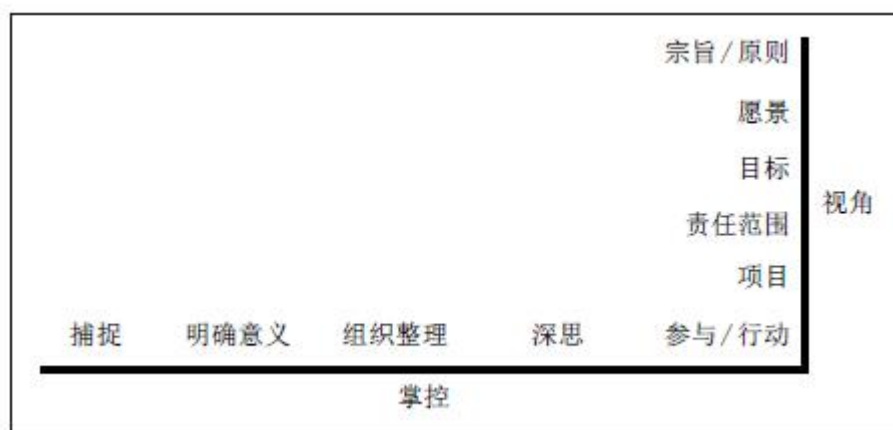 宗旨/原则
愿景
目标
视角
责任范围
项目
捕捉 明确意义 组织整理 深思 参与/行动
掌控